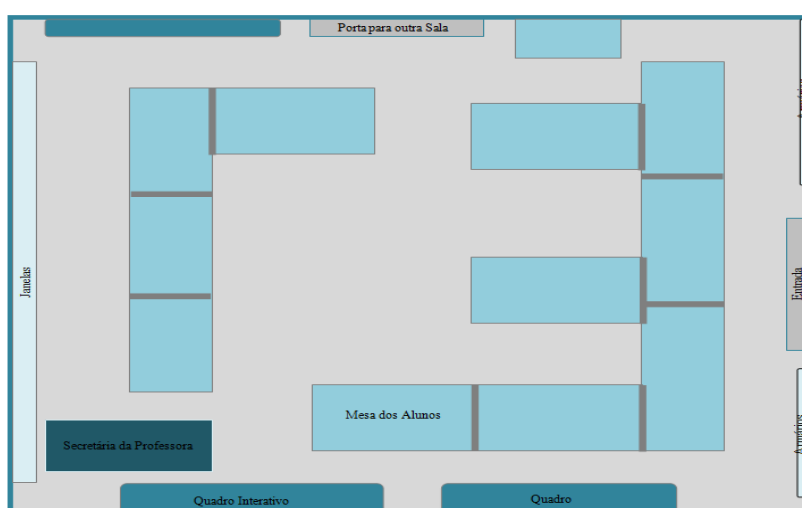 Porta para outra Sala
Janelas
Entrada
Mesa dos Alunos
Secretária da Professora
Armários
Quadro Interativo
Quadro